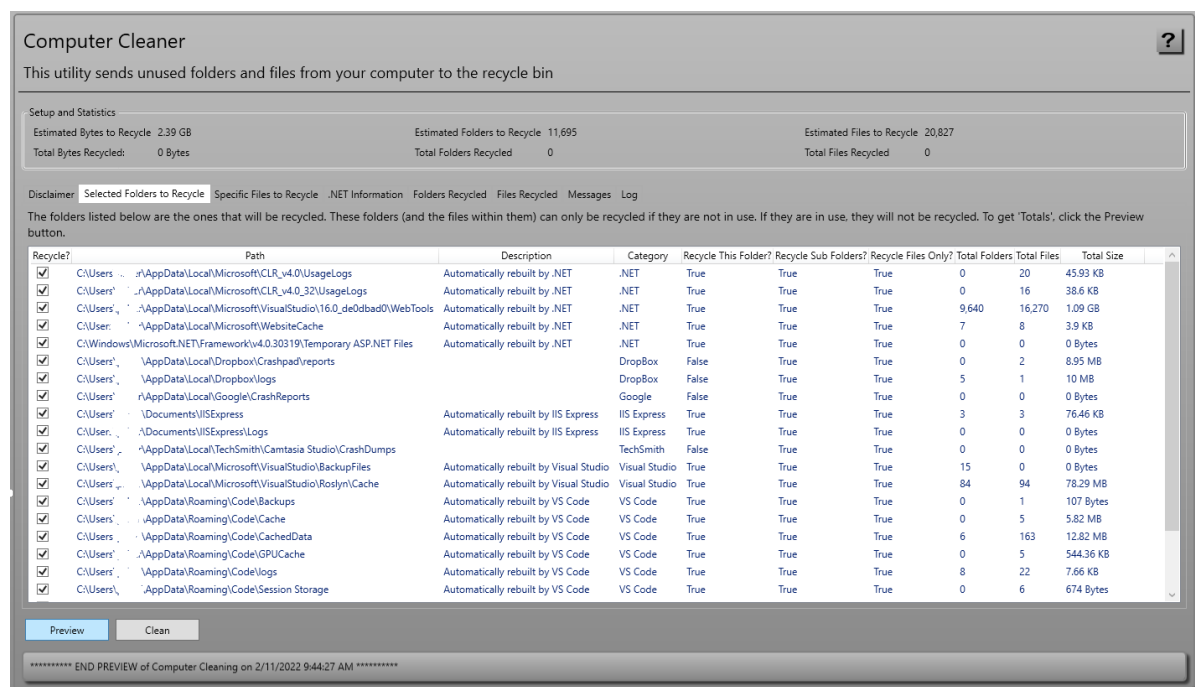 Computer Cleaner
?
This utility sends unused folders and files from your computer to the recycle bin
Setup and Statistics
Estimated Bytes to Recycle 2.39 GB Estimated Folders to Recycle 11,695 Estimated Files to Recycle 20,827
Total Bytes Recycled: 0 Bytes Total Folders Recycled 0 Total Files Recycled 0
Disclaimer Selected Folders to Recycle Specific Files to Recycle .NET Information Folders Recycled Files Recycled Messages Log
The folders listed below are the ones that will be recycled. These folders (and the files within them) can only be recycled if they are not in use. If they are in use, they will not be recycled. To get 'Totals', click the Preview
button.
Recycle? Path Description Category Recycle This Folder? Recycle Sub Folders? Recycle Files Only? Total Folders Total Files Total Size
C:\Users r\AppData\Local\Microsoft\CLR_v4.0\UsageLogs Automatically rebuilt by .NET .NET True True True 0 20 45.93 KB
C:\Users r\AppData\Local\Microsoft\CLR_v4.0_32\UsageLogs Automatically rebuilt by .NET .NET True True True 0 16 38.6 KB
C:\Users \AppData\Local\Microsoft\VisualStudio\16.0_de0dbad0\WebTools Automatically rebuilt by .NET .NET True True True 9,640 16,270 1.09 GB
C:\User \AppData\Local\Microsoft\WebsiteCache Automatically rebuilt by .NET .NET True True True 7 8 3.9 KB
C:\Windows\Microsoft.NET\Framework\v4.0.30319\Temporary ASP.NET Files Automatically rebuilt by .NET .NET True True True 0 0 0 Bytes
C:\Users \AppData\Local\Dropbox\Crashpad\reports DropBox False True True 0 2 8.95 MB
C:\Users \AppData\Local\Dropbox\logs DropBox False True True 5 1 10 MB
C:\Users r\AppData\Local\Google\CrashReports Google False True True 0 0 0 Bytes
C:\Users \Documents\IISExpress Automatically rebuilt by IIS Express IIS Express True True True 3 3 76.46 KB
C:\User \Documents\IISExpress\Logs Automatically rebuilt by IIS Express IIS Express True True True 0 0 0 Bytes
C:\Users r\AppData\Local\TechSmith\Camtasia Studio\CrashDumps TechSmith False True True 0 0 0 Bytes
C:\Users \AppData\Local\Microsoft\VisualStudio\BackupFiles Automatically rebuilt by Visual Studio Visual Studio True True True 15 0 0 Bytes
C:\Users \AppData\Local\Microsoft\VisualStudio\Roslyn\Cache Automatically rebuilt by Visual Studio Visual Studio True True True 84 94 78.29 MB
C:\Users \AppData\Roaming\Code\Backups Automatically rebuilt by VS Code VS Code True True True 0 1 107 Bytes
C:\Users \AppData\Roaming\Code\Cache Automatically rebuilt by VS Code VS Code True True True 0 5 5.82 MB
C:\Users \AppData\Roaming\Code\CachedData Automatically rebuilt by VS Code VS Code True True True 6 163 12.82 MB
C:\Users \AppData\Roaming\Code\GPUCache Automatically rebuilt by VS Code VS Code True True True 0 5 544.36 KB
C:\Users \AppData\Roaming\Code\logs Automatically rebuilt by VS Code VS Code True True True 8 22 7.66 KB
C:\Users\ AppData\Roaming\Code\Session Storage Automatically rebuilt by VS Code VS Code True True True 0 6 674 Bytes
Preview Clean
********** END PREVIEW of Computer Cleaning on 2/11/2022 9:44:27 AM **********